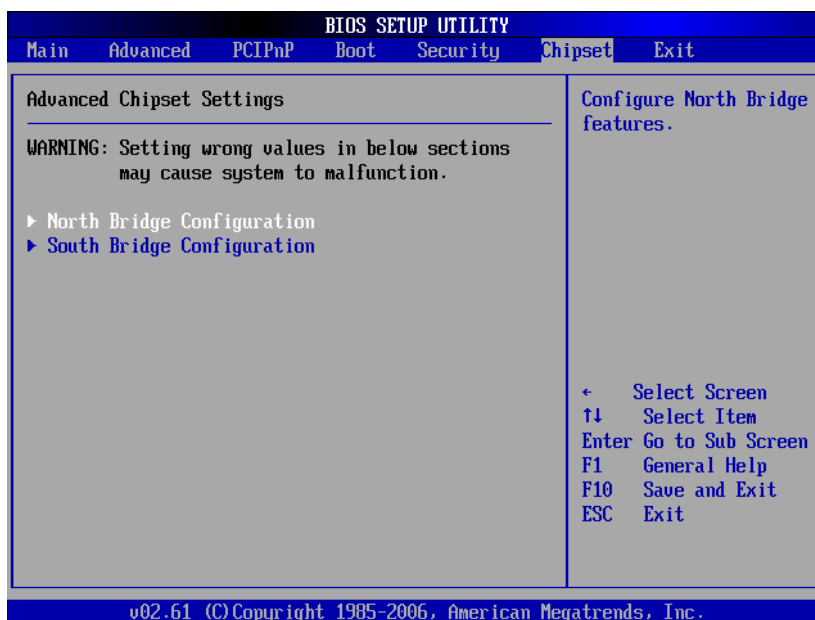 BIOS SETUP UTILITY
Main Advanced PCIPnP Boot Security Chipset Exit
Advanced Chipset Settings
WARNING: Setting wrong values in below sections
may cause system to malfunction.
▶ North Bridge Configuration
▶ South Bridge Configuration
Configure North Bridge
features.
← Select Screen
↑↓ Select Item
Enter Go to Sub Screen
F1 General Help
F10 Save and Exit
ESC Exit
v02.61 (C)Copyright 1985-2006, American Megatrends, Inc.